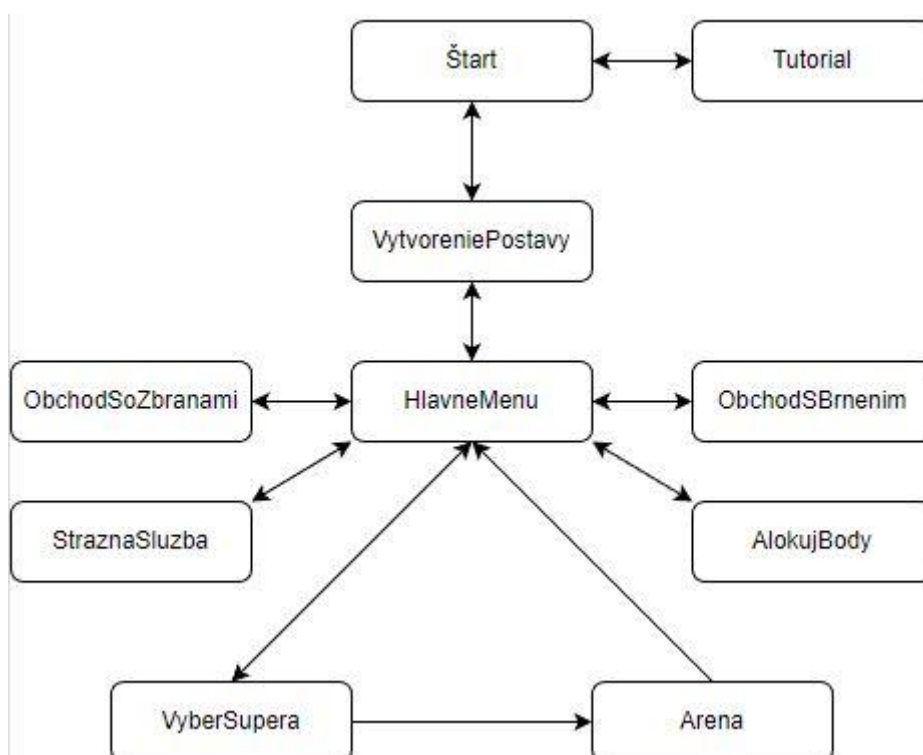 Štart
Tutorial
VytvoreniePostavy
ObchodSoZbranami
HlavneMenu
ObchodSBrnenim
StraznaSluzba
AlokujBody
VyberSupera
Arena